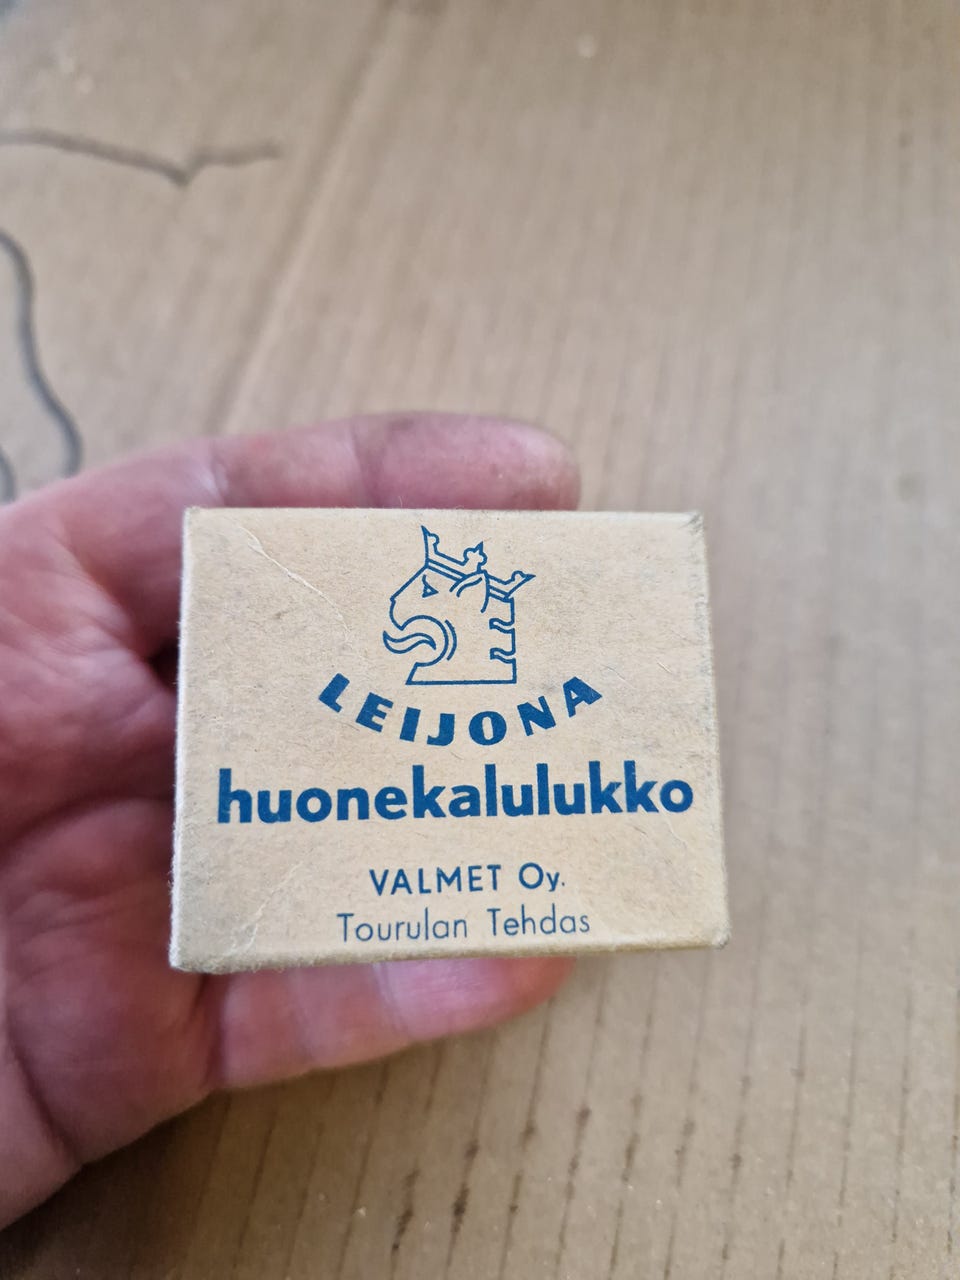 LEIJONA
huonekalulukko
VALMET Oy.
Tourulan Tehdas